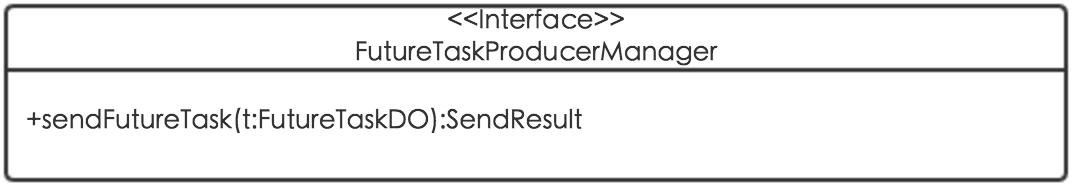 <<Interface>>
FutureTaskProducerManager
+sendFutureTask(t:FutureTaskDO):SendResult